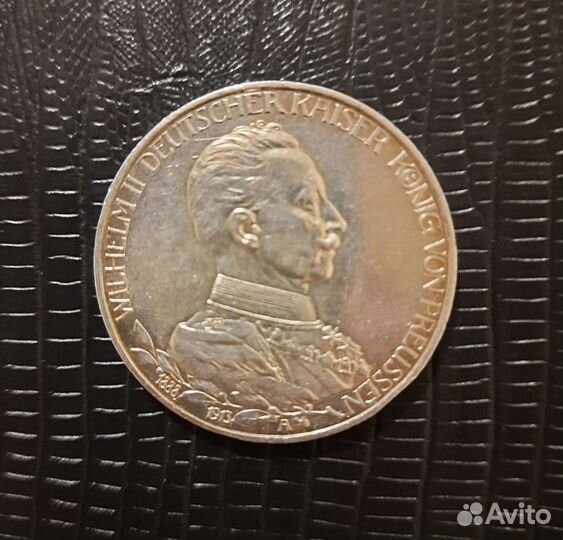 WILHELM II DEUTSCHER KAISER KÖNIG VON PREUSSEN
1888
1913
A
Avito